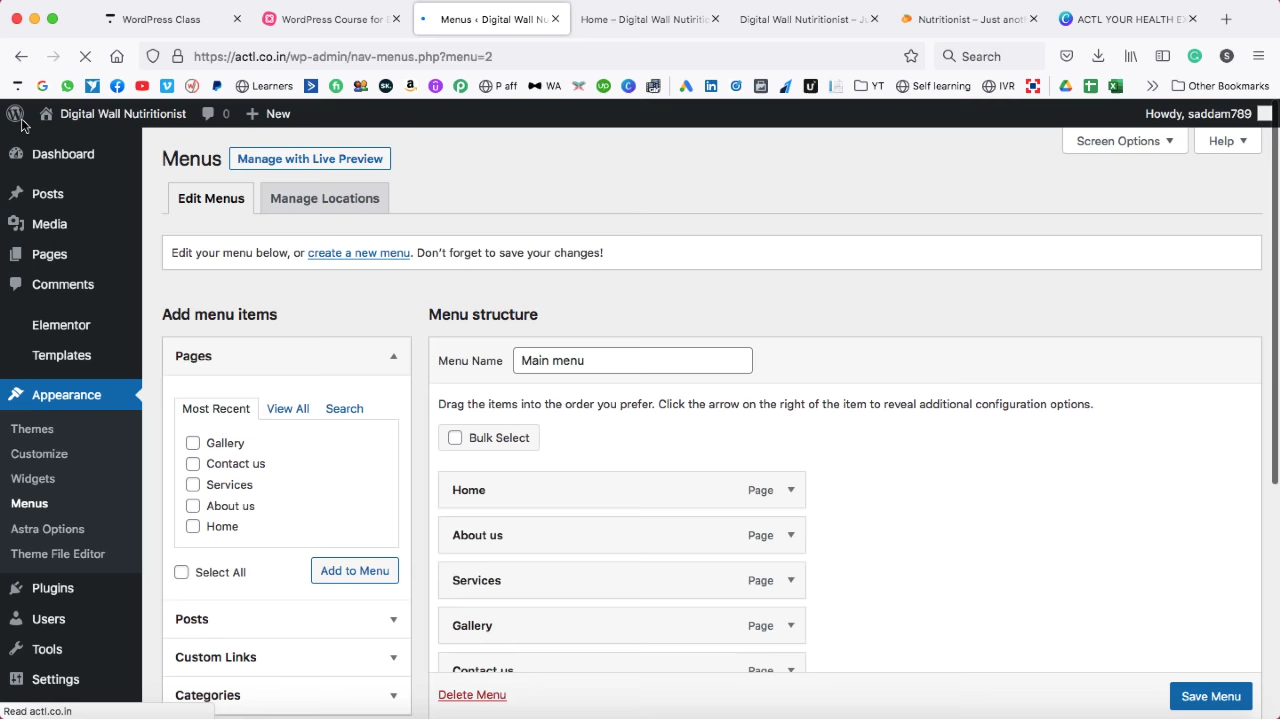 WordPress Class
WordPress Course for E
Menus ‹ Digital Wall Nu
Home – Digital Wall Nutiritic
Digital Wall Nutiritionist – Ju
Nutritionist – Just anot
ACTL YOUR HEALTH EX
https://actl.co.in/wp-admin/nav-menus.php?menu=2
Search
Learners
P aff
WA
YT
Self learning
IVR
Other Bookmarks
Digital Wall Nutiritionist
0
New
Howdy, saddam789
Dashboard
Posts
Media
Pages
Comments
Elementor
Templates
Appearance
Themes
Customize
Widgets
Menus
Astra Options
Theme File Editor
Plugins
Users
Tools
Settings
Read actl.co.in
Screen Options
Help
Menus
Manage with Live Preview
Edit Menus
Manage Locations
Edit your menu below, or create a new menu. Don't forget to save your changes!
Add menu items
Pages
Most Recent
View All
Search
Gallery
Contact us
Services
About us
Home
Select All
Add to Menu
Posts
Custom Links
Categories
Menu structure
Menu Name
Main menu
Drag the items into the order you prefer. Click the arrow on the right of the item to reveal additional configuration options.
Bulk Select
Home Page
About us Page
Services Page
Gallery Page
Contact us Page
Delete Menu
Save Menu